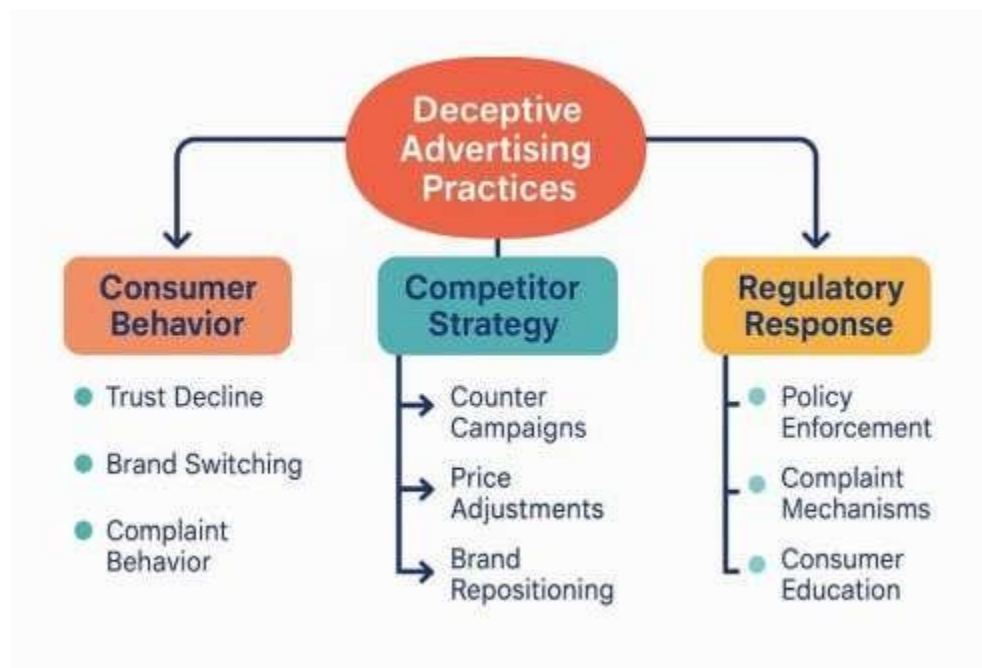 Deceptive
Advertising
Practices
Consumer
Behavior
Trust Decline
Brand Switching
Complaint
Behavior
Competitor
Strategy
Counter
Campaigns
Price
Adjustments
Brand
Repositioning
Regulatory
Response
Policy
Enforcement
Complaint
Mechanisms
Consumer
Education